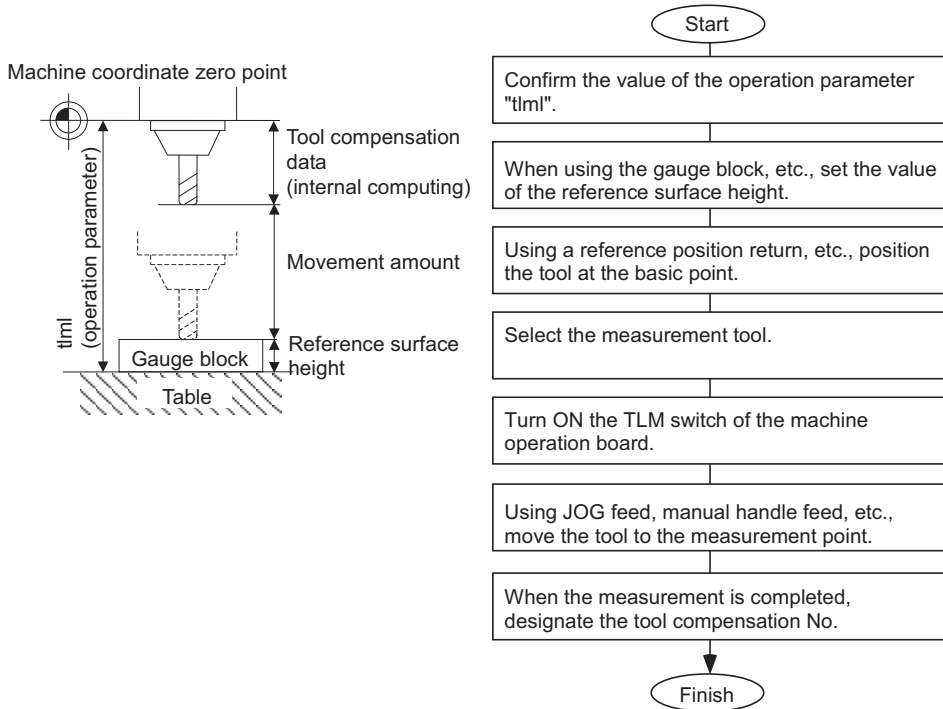 Machine coordinate zero point
Tool compensation
data
(internal computing)
Movement amount
tlml
(operation parameter)
Reference surface
height
Gauge block
Table
Start
Confirm the value of the operation parameter
"tlml".
When using the gauge block, etc., set the value
of the reference surface height.
Using a reference position return, etc., position
the tool at the basic point.
Select the measurement tool.
Turn ON the TLM switch of the machine
operation board.
Using JOG feed, manual handle feed, etc.,
move the tool to the measurement point.
When the measurement is completed,
designate the tool compensation No.
Finish